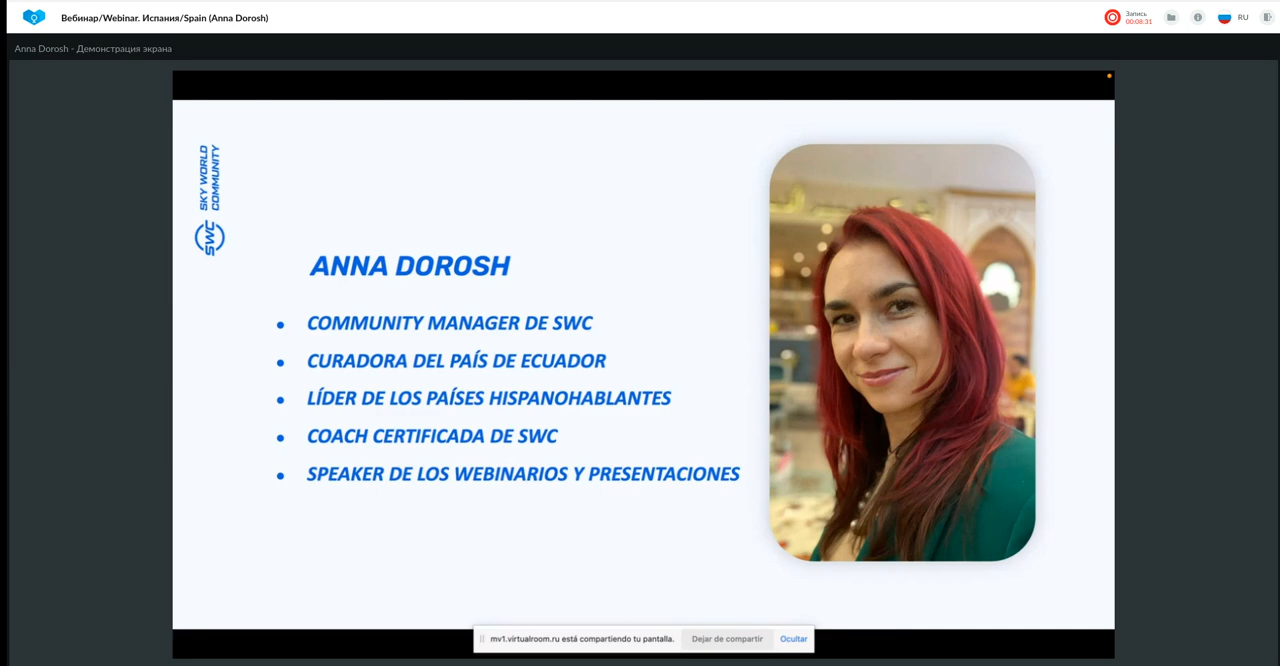 Вебинар/Webinar. Испания/Spain (Anna Dorosh)
Запись
00:08:31
RU
Anna Dorosh - Демонстрация экрана
SKY WORLD
COMMUNITY
SWC
ANNA DOROSH
• COMMUNITY MANAGER DE SWC
• CURADORA DEL PAÍS DE ECUADOR
• LÍDER DE LOS PAÍSES HISPANOHABLANTES
• COACH CERTIFICADA DE SWC
• SPEAKER DE LOS WEBINARIOS Y PRESENTACIONES
mv1.virtualroom.ru está compartiendo tu pantalla.
Dejar de compartir
Ocultar